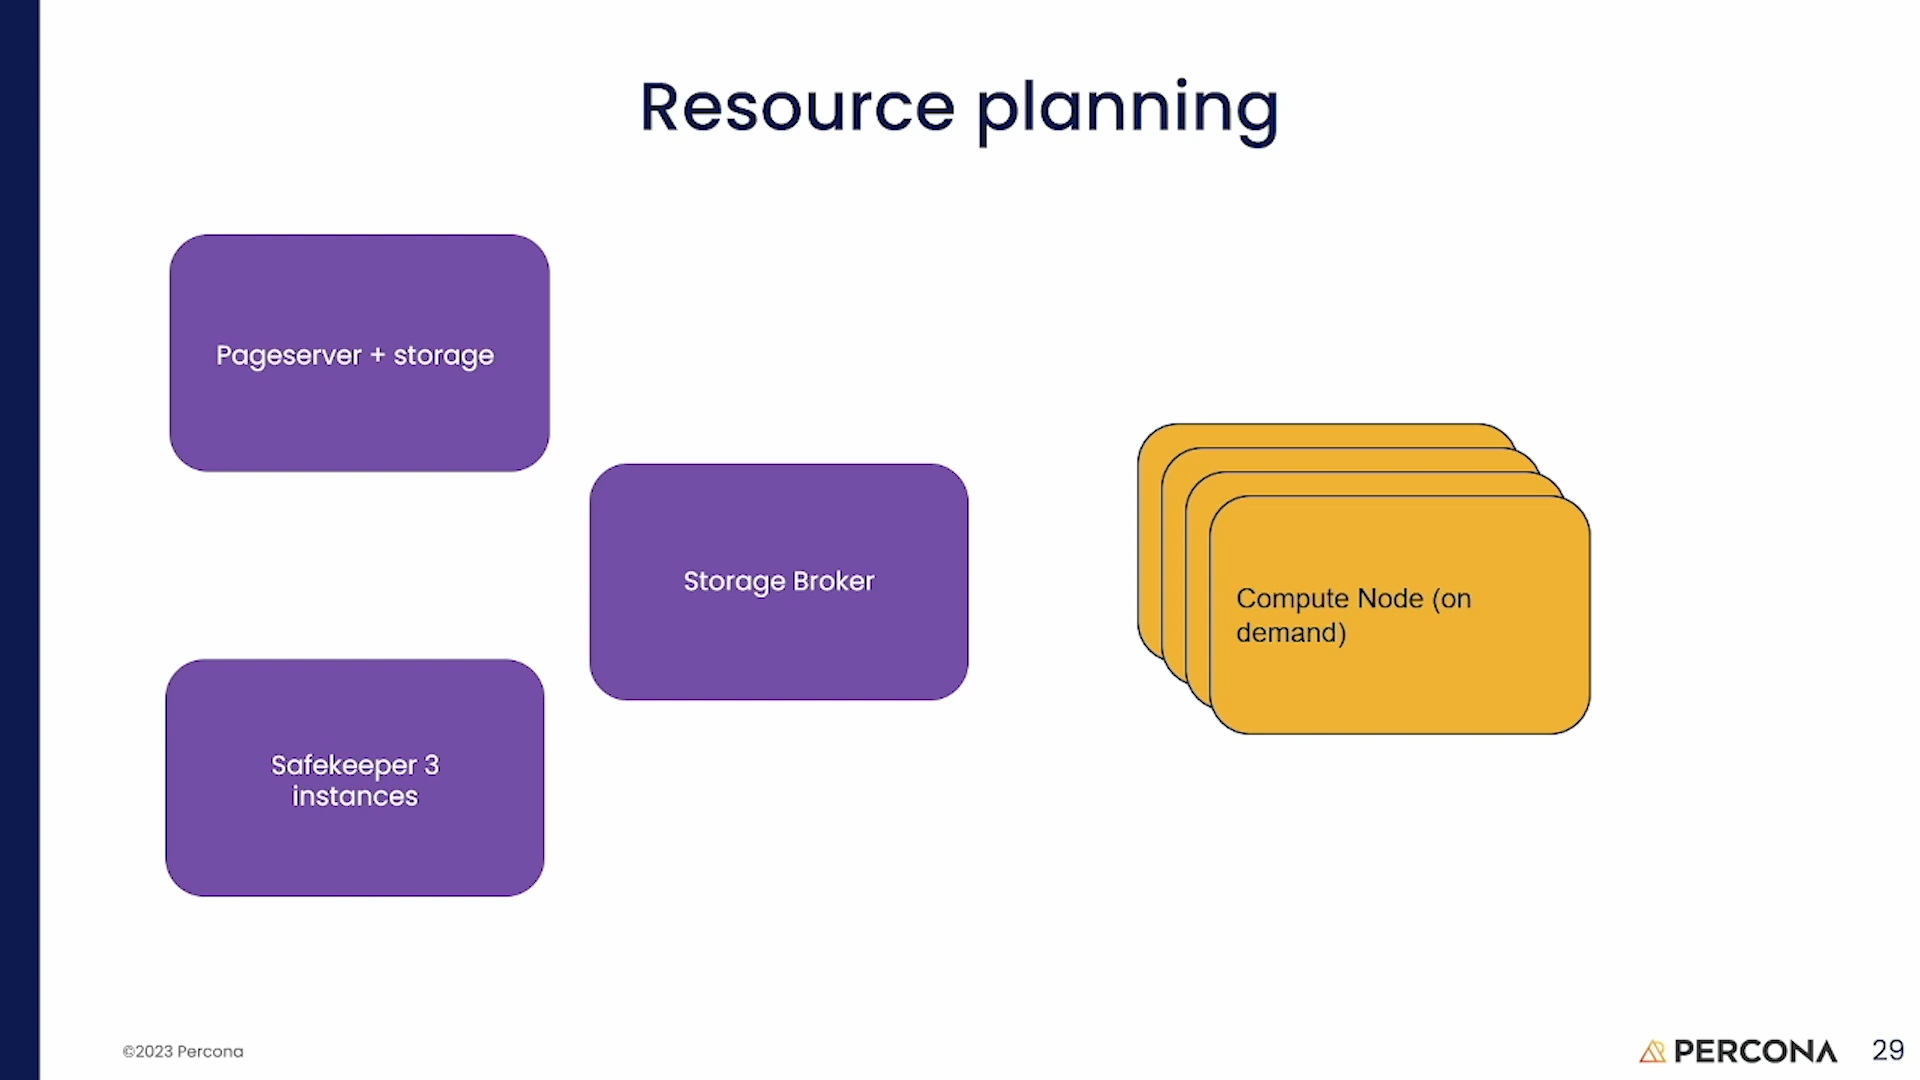 Resource planning
Pageserver + storage
Storage Broker
Compute Node (on
demand)
Safekeeper 3
instances
©2023 Percona
PERCONA
29